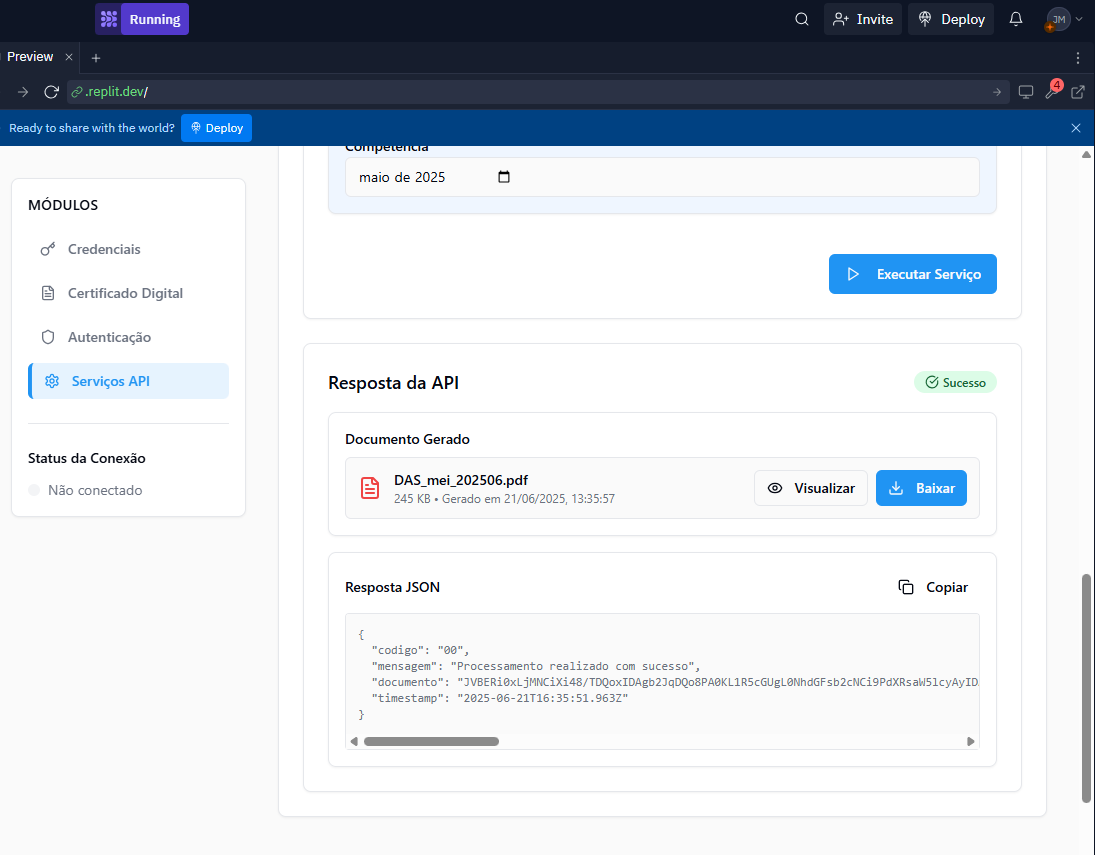 Running
Invite
Deploy
JM
Preview
.replit.dev/
4
Ready to share with the world?
Deploy
Competência
maio de 2025
MÓDULOS
Credenciais
Certificado Digital
Autenticação
Serviços API
Status da Conexão
Não conectado
Executar Serviço
Resposta da API
Sucesso
Documento Gerado
DAS_mei_202506.pdf
245 KB • Gerado em 21/06/2025, 13:35:57
Visualizar
Baixar
Resposta JSON
Copiar
{
"codigo": "00",
"mensagem": "Processamento realizado com sucesso",
"documento": "JVBERi0xLjMNCiXi48/TDQoxIDAgb2JqDQo8PA0KL1R5cGUgL0NhdGFsb2cNCi9PdXRsaW5lcyAyID
"timestamp": "2025-06-21T16:35:51.963Z"
}